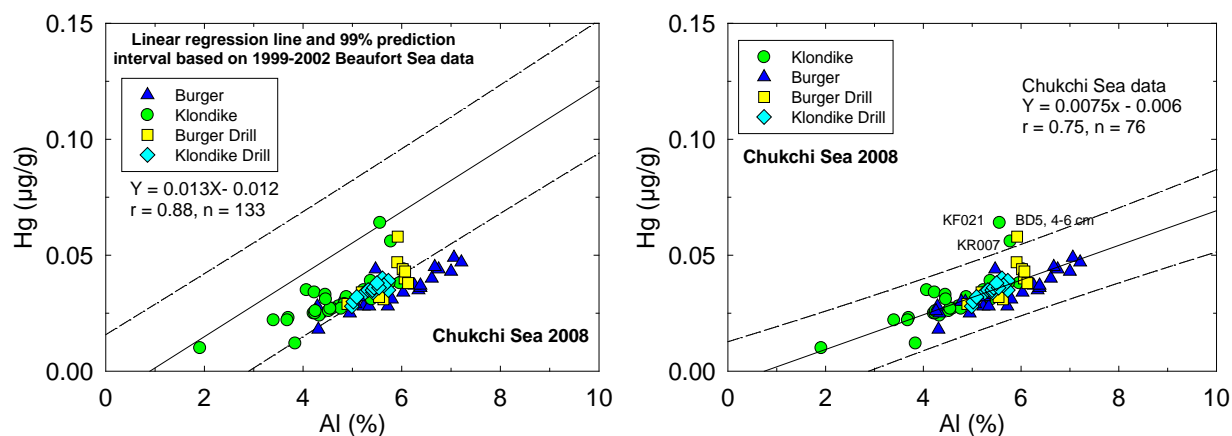 0.15
Linear regression line and 99% prediction
interval based on 1999-2002 Beaufort Sea data
Burger
Klondike
Burger Drill
Klondike Drill
Y = 0.013X- 0.012
r = 0.88, n = 133
Chukchi Sea 2008
0.10
0.05
0.00
Hg (µg/g)
0 2 4 6 8 10
Al (%)
0.15
Klondike
Burger
Burger Drill
Klondike Drill
Chukchi Sea data
Y = 0.0075x - 0.006
r = 0.75, n = 76
Chukchi Sea 2008
KF021 BD5, 4-6 cm
KR007
0.10
0.05
0.00
Hg (µg/g)
0 2 4 6 8 10
Al (%)